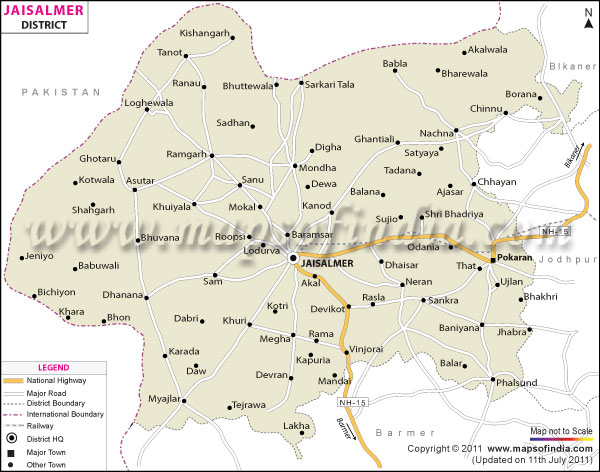 JAISALMER
DISTRICT
N
Kishangarh
Tanot
Akalwala
Babla
Bharewala
BIkaner
PAKISTAN
Ranau
Bhuttewala
Sarkari Tala
Borana
Loghewala
Chinnu
Sadhan
Nachna
Ghantiali
Digha
Satyaya
Bikaner
Ghotaru
Ramgarh
Mondha
Tadana
Kotwala
Asutar
Sanu
Dewa
Balana
Ajasar
Chhayan
Shangarh
Khuiyala
Mokal
Kanod
Sujio
Shri Bhadriya
www.mapsofindia.com
NH-15
Bhuvana
Roopsi
Baramsar
Lodurva
Odania
Jeniyo
Babuwali
JAISALMER
Dhaisar
Pokaran
Jodhpur
That
Sam
Akal
Neran
Ujlan
Bichiyon
Dhanana
Rasla
Sankra
Bhakhri
Khara
Bhon
Dabri
Kotri
Devikot
Khuri
Baniyana
Jhabra
Megha
Rama
Karada
Vinjorai
Kapuria
Daw
Balar
Devran
Mandai
Phalsund
Myajlar
Tejrawa
NH-15
Lakha
Barmer
Barmer
LEGEND
National Highway
Major Road
District Boundary
International Boundary
Railway
District HQ
Major Town
Other Town
Map not to Scale
Copyright © 2011 www.mapsofindia.com
(Updated on 11th July 2011)